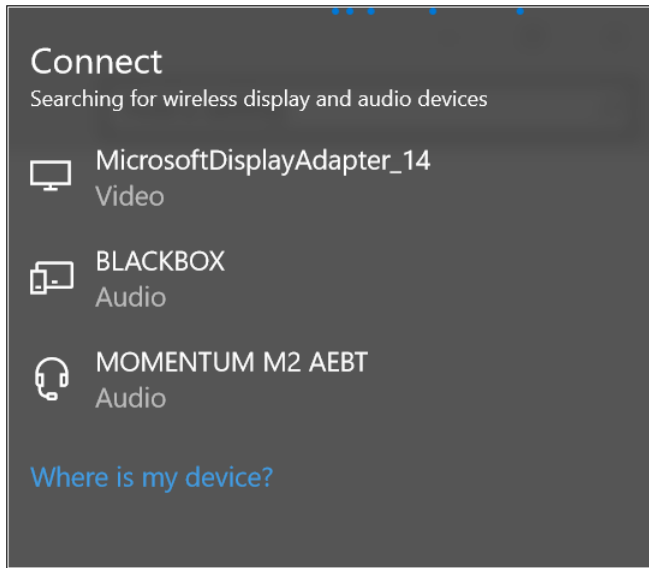 Connect
Searching for wireless display and audio devices
MicrosoftDisplayAdapter_14
Video
BLACKBOX
Audio
MOMENTUM M2 AEBT
Audio
Where is my device?